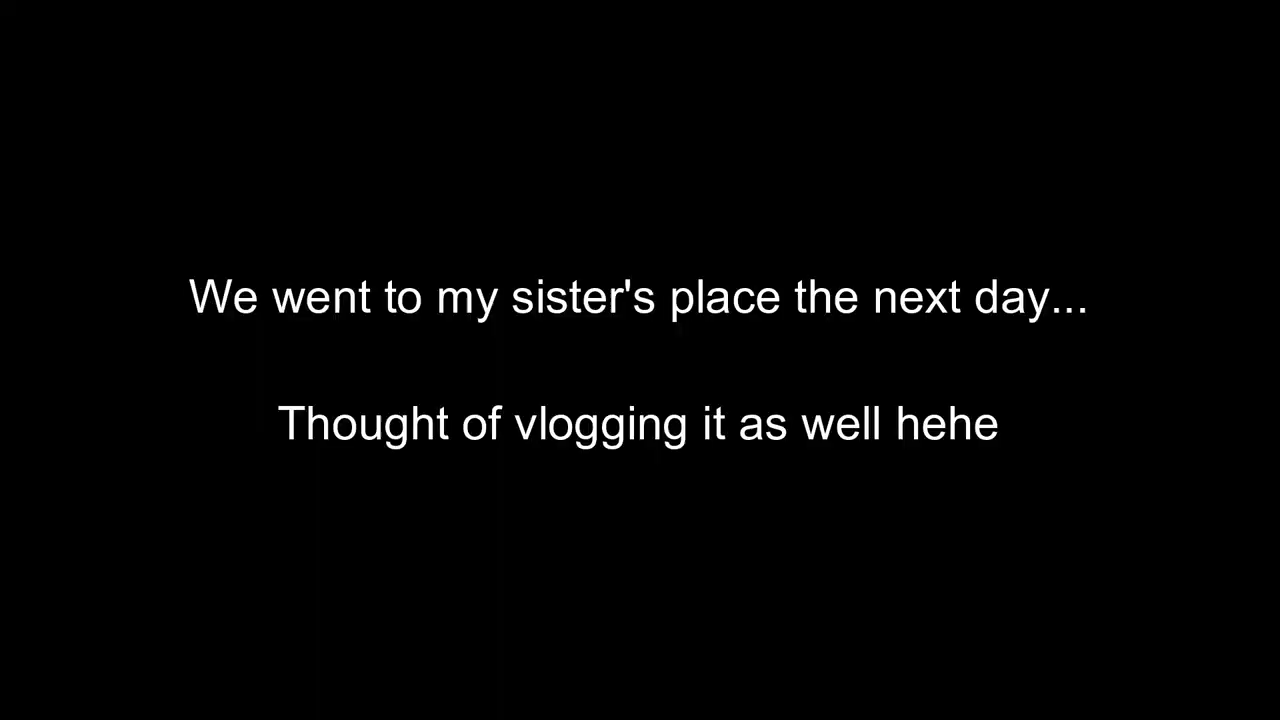 We went to my sister's place the next day...
Thought of vlogging it as well hehe